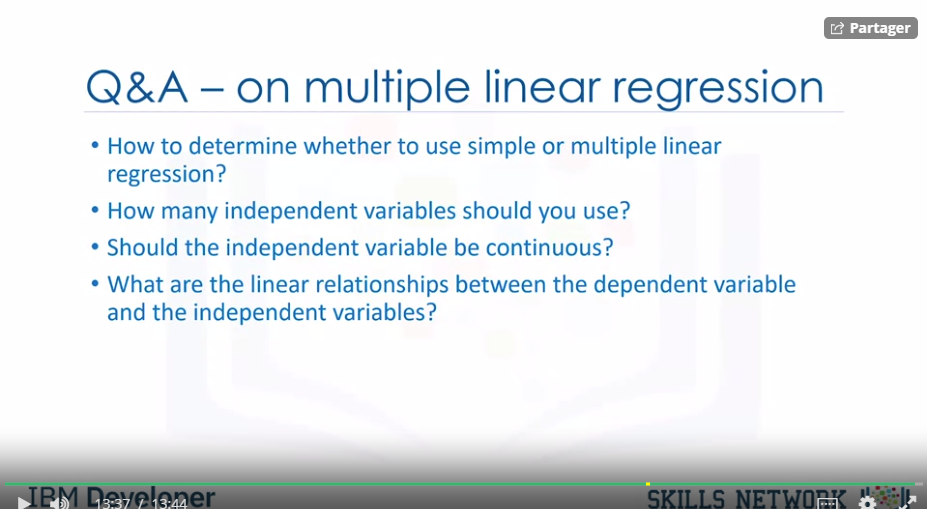 Partager
Q&A – on multiple linear regression
• How to determine whether to use simple or multiple linear
regression?
• How many independent variables should you use?
• Should the independent variable be continuous?
• What are the linear relationships between the dependent variable
and the independent variables?
IBM Developer
13:37 / 13:44
SKILLS NETWORK